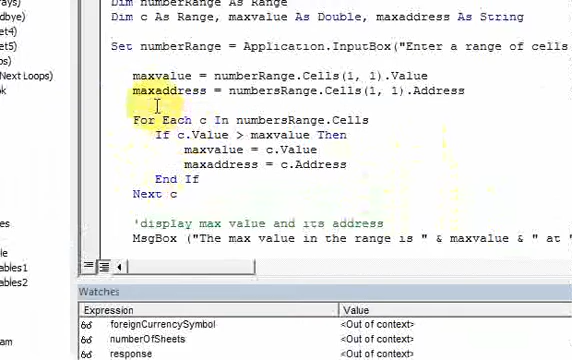 Dim numberRange As Range
rays)
Dim c As Range, maxvalue As Double, maxaddress As String
dbye)
et4)
et5)
Set numberRange = Application.InputBox("Enter a range of cells
ps)
Next Loops)
maxvalue = numberRange.Cells(1, 1).Value
ok
maxaddress = numbersRange.Cells(1, 1).Address
For Each c In numbersRange.Cells
If c.Value > maxvalue Then
maxvalue = c.Value
maxaddress = c.Address
End If
Next c
es
'display max value and its address
MsgBox ("The max value in the range is " & maxvalue & " at "
le
ables1
ables2
Watches
Expression Value
foreignCurrencySymbol <Out of context>
numberOfSheets <Out of context>
am
response <Out of context>